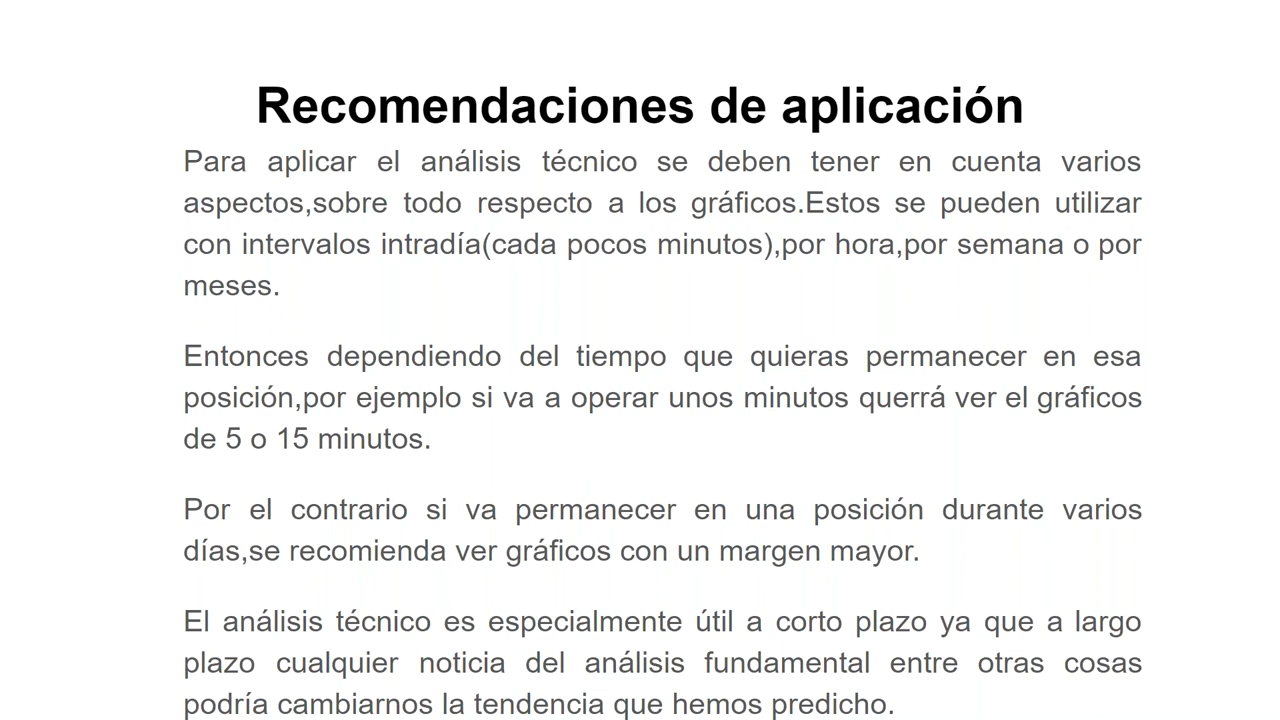 Recomendaciones de aplicación
Para aplicar el análisis técnico se deben tener en cuenta varios
aspectos,sobre todo respecto a los gráficos.Estos se pueden utilizar
con intervalos intradía(cada pocos minutos),por hora,por semana o por
meses.
Entonces dependiendo del tiempo que quieras permanecer en esa
posición,por ejemplo si va a operar unos minutos querrá ver el gráficos
de 5 o 15 minutos.
Por el contrario si va permanecer en una posición durante varios
días,se recomienda ver gráficos con un margen mayor.
El análisis técnico es especialmente útil a corto plazo ya que a largo
plazo cualquier noticia del análisis fundamental entre otras cosas
podría cambiarnos la tendencia que hemos predicho.